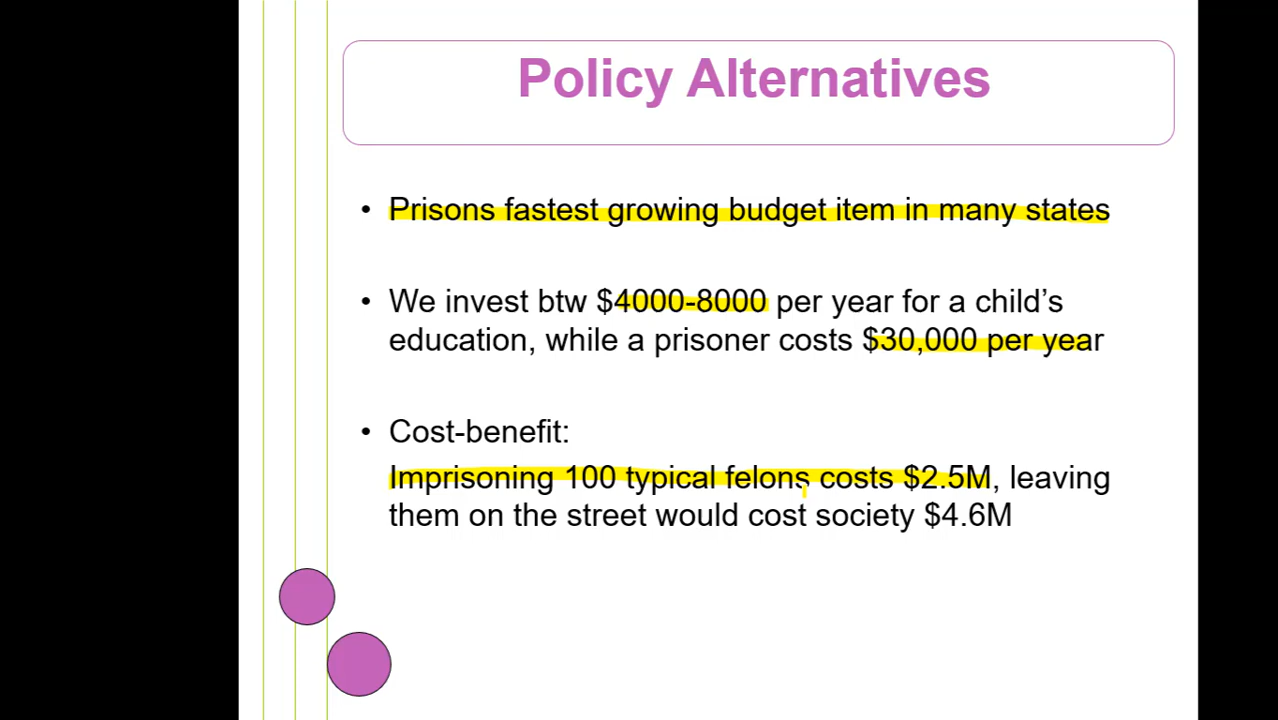 Policy Alternatives
• Prisons fastest growing budget item in many states
• We invest btw $4000-8000 per year for a child’s
education, while a prisoner costs $30,000 per year
• Cost-benefit:
Imprisoning 100 typical felons costs $2.5M, leaving
them on the street would cost society $4.6M